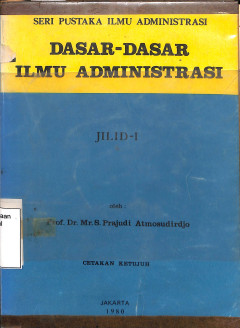 SERI PUSTAKA ILMU ADMINISTRASI
DASAR-DASAR
ILMU ADMINISTRASI
JILID-I
oleh :
Prof. Dr. Mr. S. Prajudi Atmosudirdjo
CETAKAN KETUJUH
JAKARTA
1980